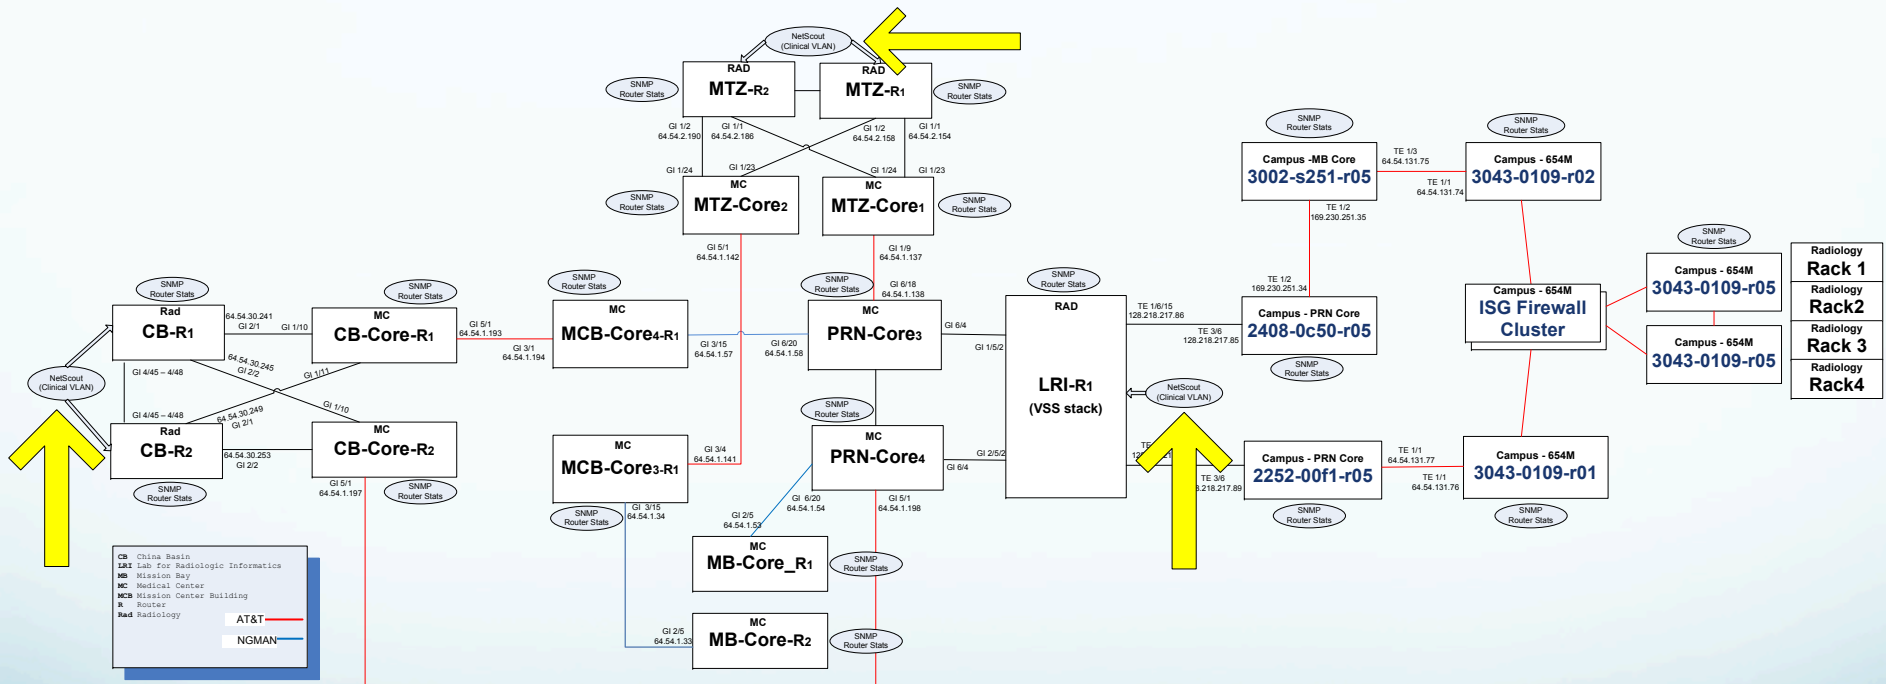 NetScout
(Clinical VLAN)
RAD
MTZ-R2
RAD
MTZ-R1
SNMP
Router Stats
SNMP
Router Stats
GI 1/2
64.54.2.190
GI 1/1
64.54.2.186
GI 1/2
64.54.2.158
GI 1/1
64.54.2.154
GI 1/24
GI 1/23
GI 1/24
GI 1/23
MC
MTZ-Core2
MC
MTZ-Core1
SNMP
Router Stats
SNMP
Router Stats
GI 5/1
64.54.1.142
GI 1/9
64.54.1.137
SNMP
Router Stats
SNMP
Router Stats
Campus -MB Core
3002-s251-r05
TE 1/3
64.54.131.75
TE 1/1
64.54.131.74
Campus - 654M
3043-0109-r02
TE 1/2
169.230.251.35
TE 1/2
169.230.251.34
SNMP
Router Stats
Campus - 654M
3043-0109-r05
Campus - 654M
3043-0109-r05
Radiology
Rack 1
Radiology
Rack2
Radiology
Rack 3
Radiology
Rack4
Campus - 654M
ISG Firewall
Cluster
SNMP
Router Stats
Rad
CB-R1
64.54.30.241
GI 2/1
GI 1/10
SNMP
Router Stats
MC
CB-Core-R1
GI 5/1
64.54.1.193
GI 3/1
64.54.1.194
SNMP
Router Stats
MC
MCB-Core4-R1
GI 3/15
64.54.1.57
GI 6/20
64.54.1.58
SNMP
Router Stats
GI 6/18
64.54.1.138
MC
PRN-Core3
GI 6/4
GI 1/5/2
SNMP
Router Stats
RAD
LRI-R1
(VSS stack)
TE 1/6/15
128.218.217.86
TE 3/6
128.218.217.85
Campus - PRN Core
2408-0c50-r05
SNMP
Router Stats
NetScout
(Clinical VLAN)
NetScout
(Clinical VLAN)
GI 4/45 – 4/48
GI 4/45 – 4/48
64.54.30.245
GI 2/2
GI 1/11
GI 1/10
64.54.30.249
GI 2/1
Rad
CB-R2
64.54.30.253
GI 2/2
SNMP
Router Stats
MC
CB-Core-R2
GI 5/1
64.54.1.197
SNMP
Router Stats
MC
MCB-Core3-R1
GI 3/4
64.54.1.141
GI 3/15
64.54.1.34
SNMP
Router Stats
SNMP
Router Stats
MC
PRN-Core4
GI 2/5/2
GI 6/4
GI 6/20
64.54.1.54
GI 5/1
64.54.1.198
GI 2/5
64.54.1.53
MC
MB-Core_R1
SNMP
Router Stats
GI 2/5
64.54.1.33
MC
MB-Core-R2
SNMP
Router Stats
TE
TE 3/6
.218.217.89
Campus - PRN Core
2252-00f1-r05
SNMP
Router Stats
TE 1/1
64.54.131.77
TE 1/1
64.54.131.76
Campus - 654M
3043-0109-r01
SNMP
Router Stats
CB China Basin
LRI Lab for Radiologic Informatics
MB Mission Bay
MC Medical Center
MCB Mission Center Building
R Router
Rad Radiology
AT&T
NGMAN